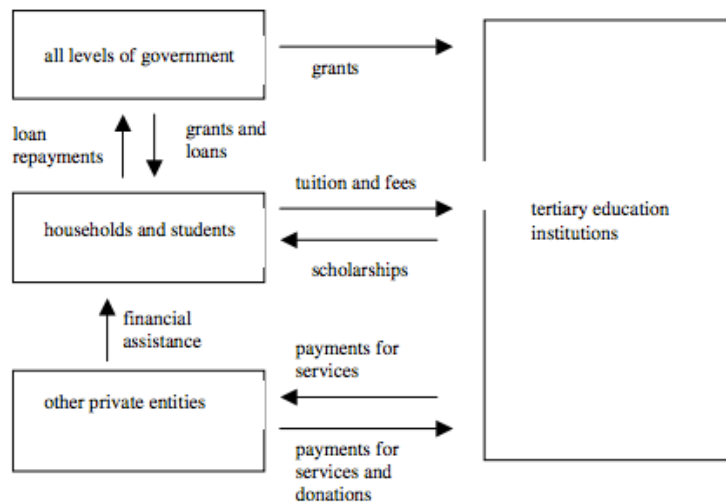 all levels of government
grants
loan
repayments
grants and
loans
tuition and fees
households and students
tertiary education
institutions
scholarships
financial
assistance
payments for
services
other private entities
payments for
services and
donations